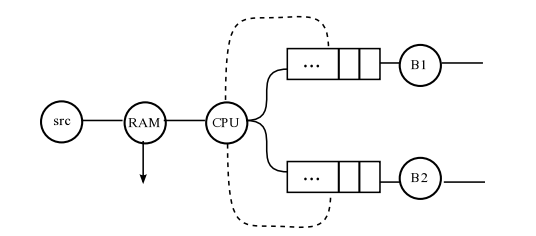 ... B1
src RAM CPU
... B2